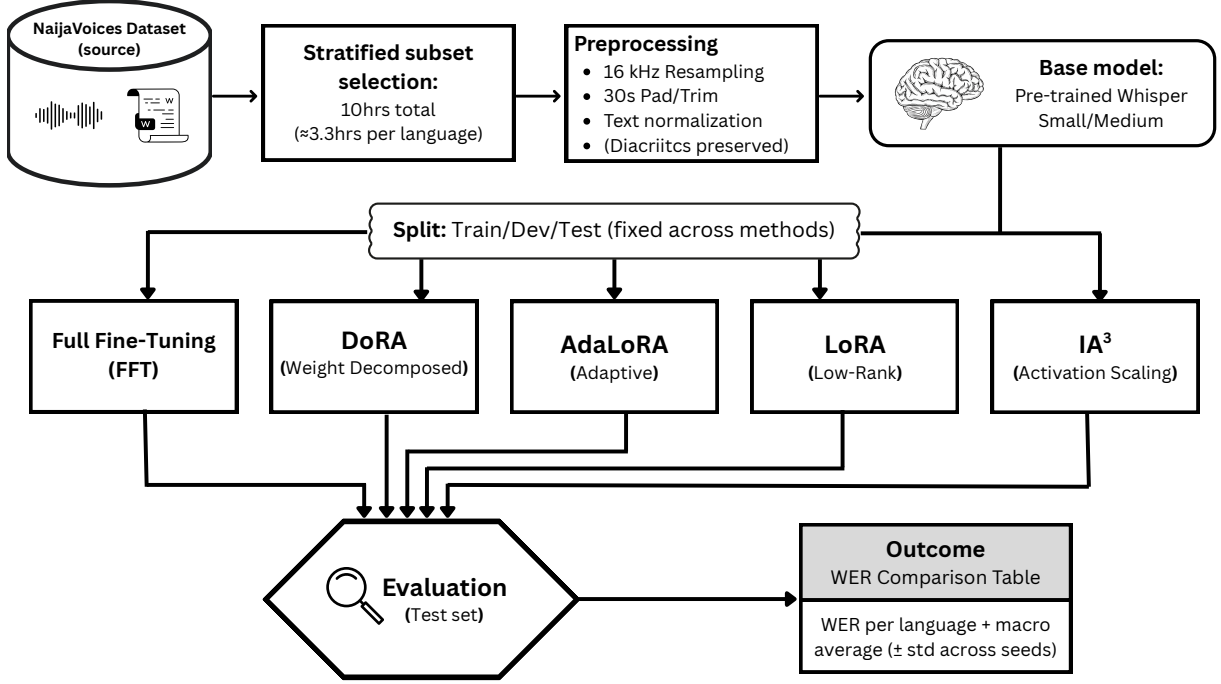 NaijaVoices Dataset
(source)
W
W
Stratified subset
selection:
10hrs total
(≈3.3hrs per language)
Preprocessing
• 16 kHz Resampling
• 30s Pad/Trim
• Text normalization
• (Diacriitcs preserved)
Base model:
Pre-trained Whisper
Small/Medium
Split: Train/Dev/Test (fixed across methods)
Full Fine-Tuning
(FFT)
DoRA
(Weight Decomposed)
AdaLoRA
(Adaptive)
LoRA
(Low-Rank)
IA³
(Activation Scaling)
Evaluation
(Test set)
Outcome
WER Comparison Table
WER per language + macro
average (± std across seeds)